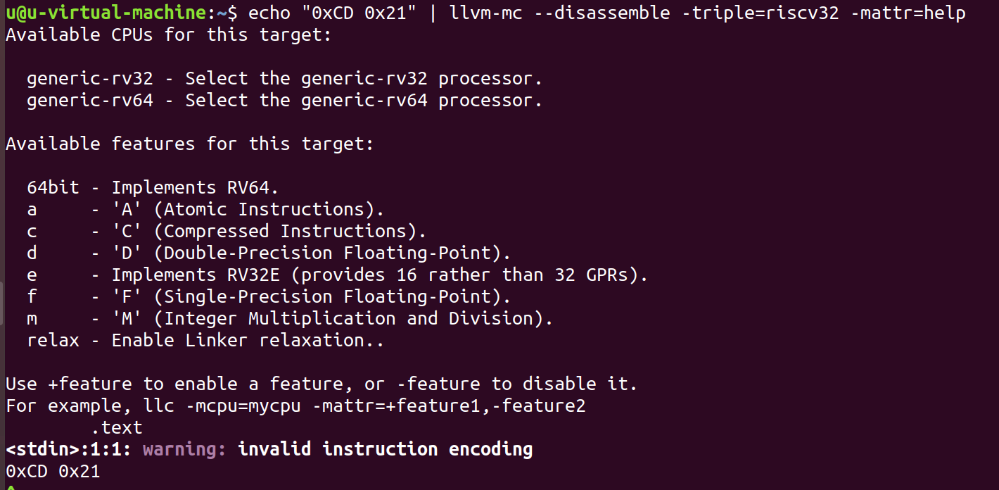 u@u-virtual-machine:~$ echo "0xCD 0x21" | llvm-mc --disassemble -triple=riscv32 -mattr=help
Available CPUs for this target:
generic-rv32 - Select the generic-rv32 processor.
generic-rv64 - Select the generic-rv64 processor.
Available features for this target:
64bit - Implements RV64.
a     - 'A' (Atomic Instructions).
c     - 'C' (Compressed Instructions).
d     - 'D' (Double-Precision Floating-Point).
e     - Implements RV32E (provides 16 rather than 32 GPRs).
f     - 'F' (Single-Precision Floating-Point).
m     - 'M' (Integer Multiplication and Division).
relax - Enable Linker relaxation..
Use +feature to enable a feature, or -feature to disable it.
For example, llc -mcpu=mycpu -mattr=+feature1,-feature2
.text
<stdin>:1:1: warning: invalid instruction encoding
0xCD 0x21
^